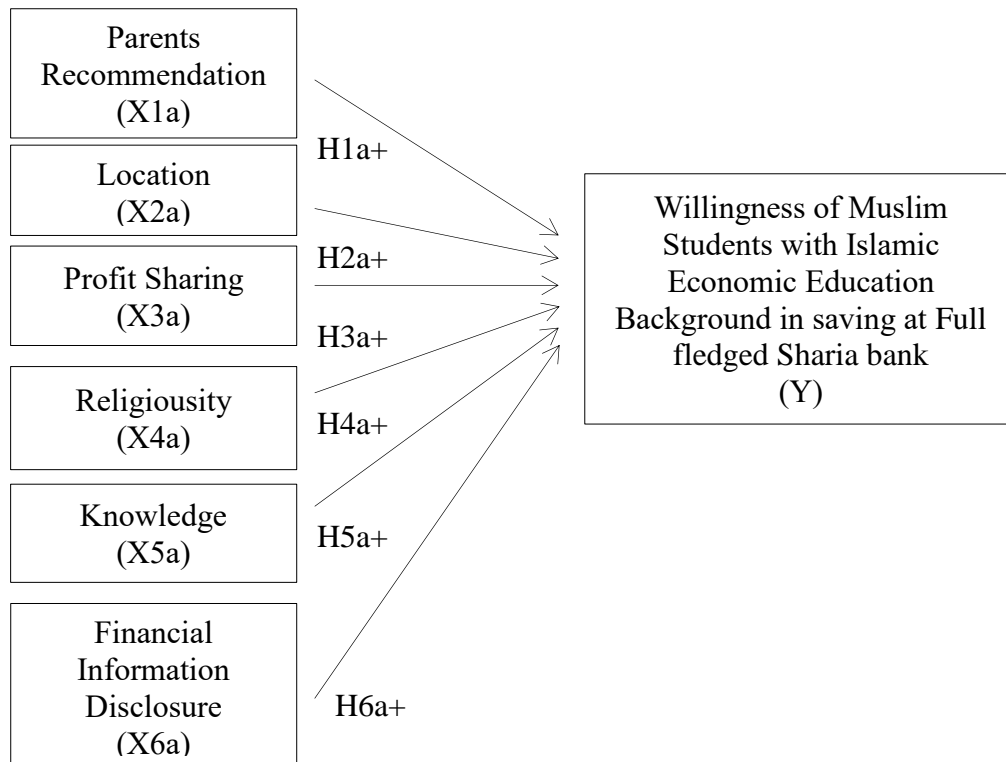 Parents
Recommendation
(X1a)
H1a+
Location
(X2a)
H2a+
Profit Sharing
(X3a)
H3a+
Religiousity
(X4a)
H4a+
Knowledge
(X5a)
H5a+
Financial
Information
Disclosure
(X6a)
H6a+
Willingness of Muslim
Students with Islamic
Economic Education
Background in saving at Full
fledged Sharia bank
(Y)